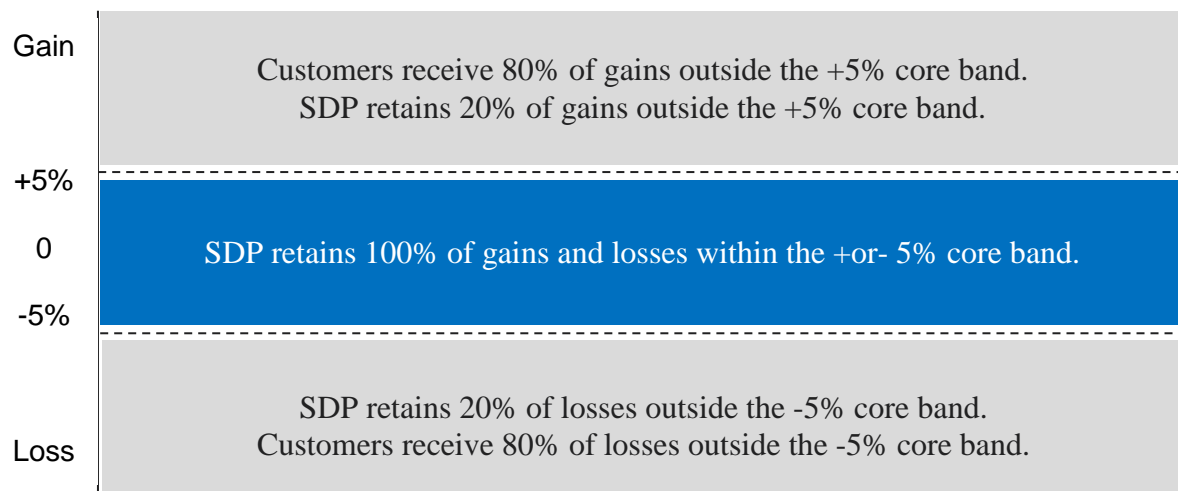 Gain
Customers receive 80% of gains outside the +5% core band.
SDP retains 20% of gains outside the +5% core band.
+5%
0
SDP retains 100% of gains and losses within the +or- 5% core band.
-5%
SDP retains 20% of losses outside the -5% core band.
Customers receive 80% of losses outside the -5% core band.
Loss